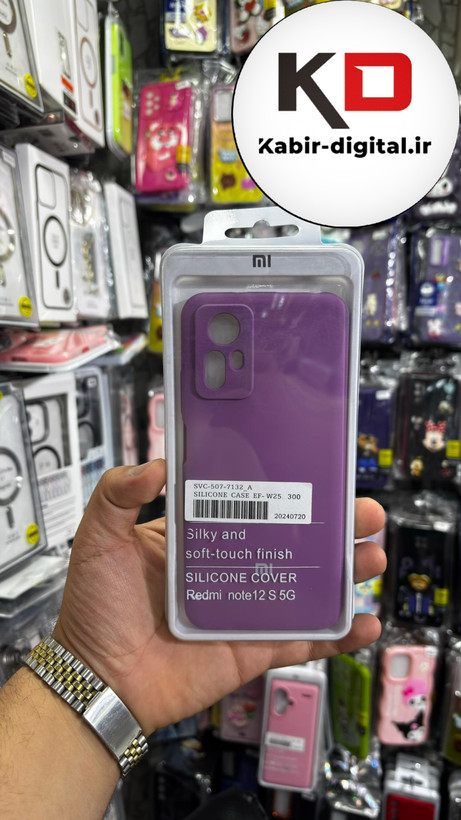 KD
Kabir-digital.ir
mi
SVC-507-7132_A
SILICONE CASE EF- W25. 300
20240720
Silky and
soft-touch finish
mi
SILICONE COVER
Redmi note12 S 5G